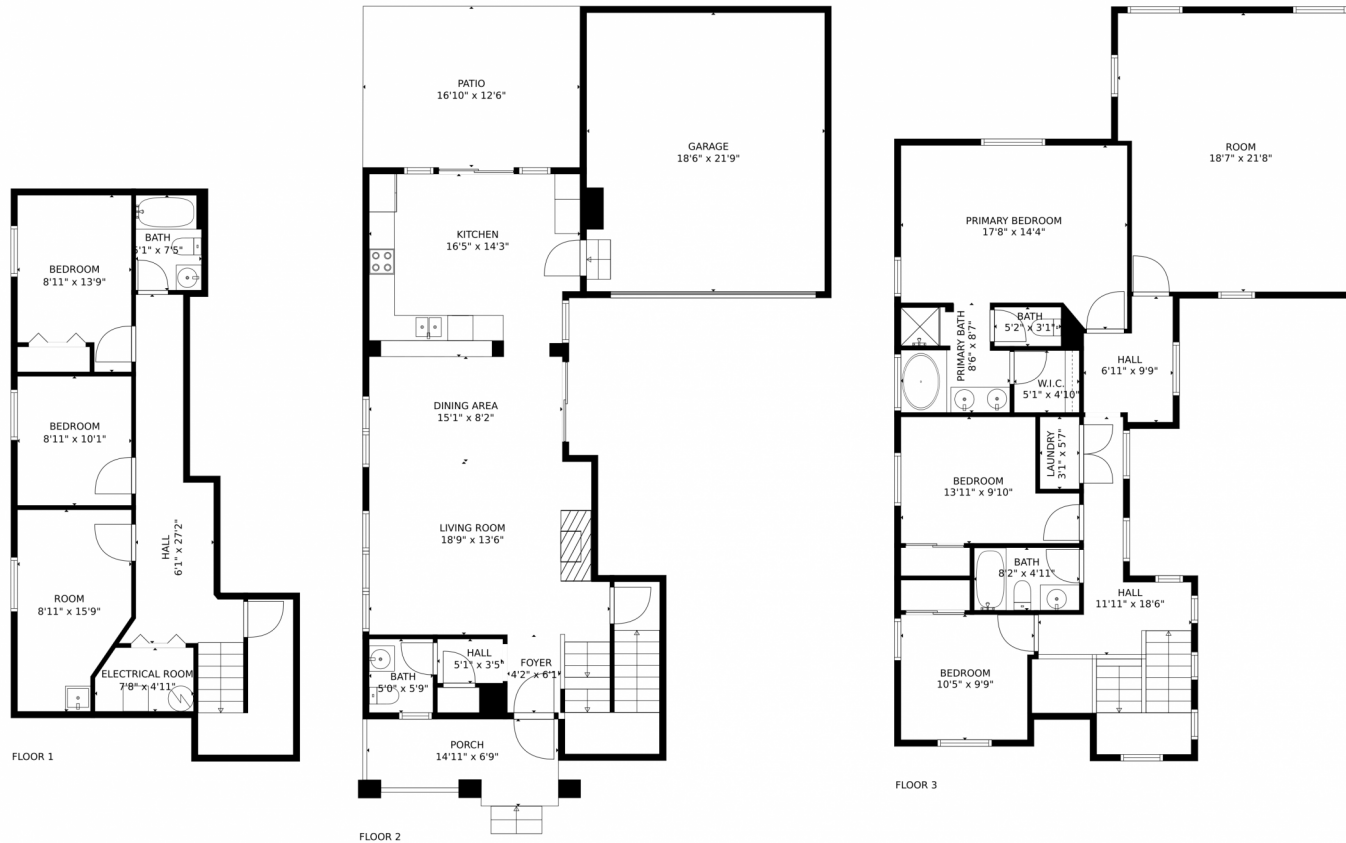 BATH
5'1" x 7'5"
BEDROOM
8'11" x 13'9"
BEDROOM
8'11" x 10'1"
HALL
6'1" x 27'2"
ROOM
8'11" x 15'9"
ELECTRICAL ROOM
7'8" x 4'11"
FLOOR 1
PATIO
16'10" x 12'6"
GARAGE
18'6" x 21'9"
KITCHEN
16'5" x 14'3"
DINING AREA
15'1" x 8'2"
LIVING ROOM
18'9" x 13'6"
HALL
5'1" x 3'5"
FOYER
4'2" x 6'1"
BATH
5'0" x 5'9"
PORCH
14'11" x 6'9"
FLOOR 2
ROOM
18'7" x 21'8"
PRIMARY BEDROOM
17'8" x 14'4"
BATH
5'2" x 3'1"
PRIMARY BATH
8'6" x 8'7"
HALL
6'11" x 9'9"
W.I.C.
5'1" x 4'10"
LAUNDRY
3'1" x 5'7"
BEDROOM
13'11" x 9'10"
BATH
8'2" x 4'11"
HALL
11'11" x 18'6"
BEDROOM
10'5" x 9'9"
FLOOR 3